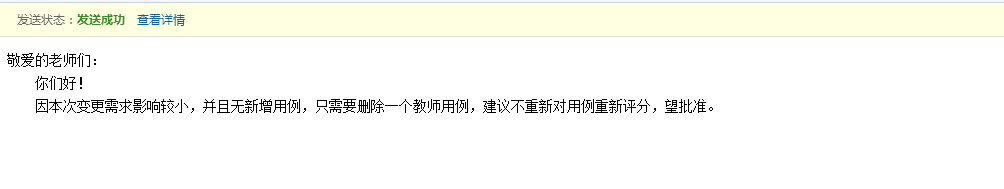 发送状态：发送成功 查看详情
敬爱的老师们：
你们好！
因本次变更需求影响较小，并且无新增用例，只需要删除一个教师用例，建议不重新对用例重新评分，望批准。